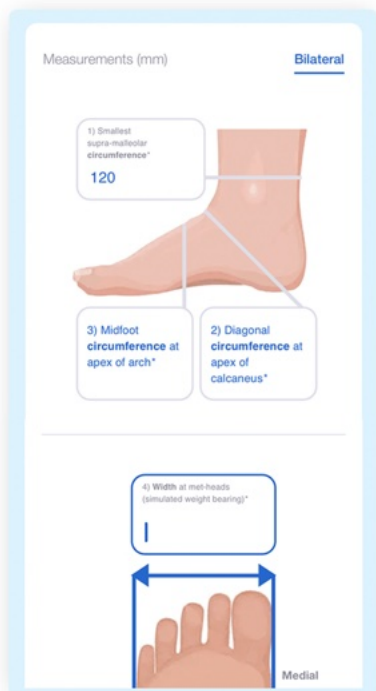 Measurements (mm)
Bilateral
1) Smallest
supra-malleolar
circumference*
120
3) Midfoot
circumference at
apex of arch*
2) Diagonal
circumference at
apex of
calcaneus*
4) Width at met-heads
(simulated weight bearing)*
Medial